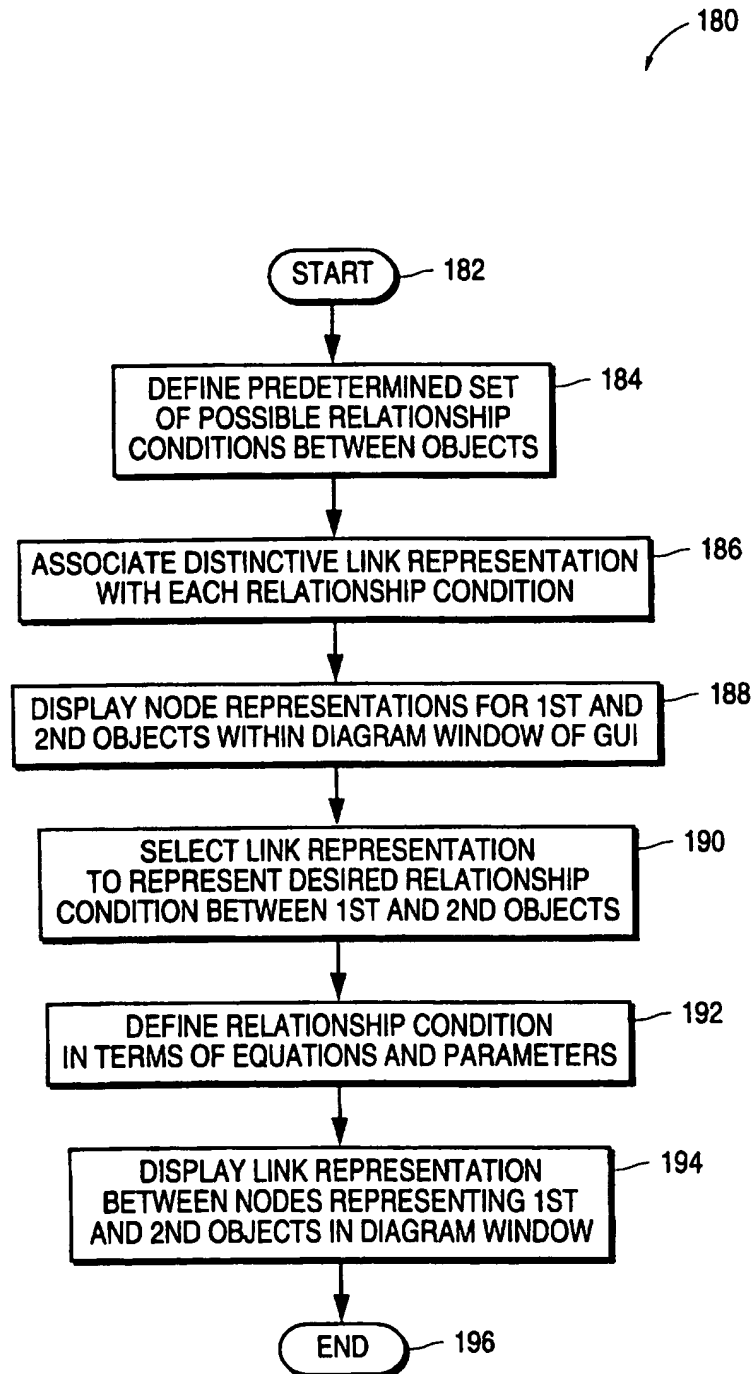 180
START
182
DEFINE PREDETERMINED SET
OF POSSIBLE RELATIONSHIP
CONDITIONS BETWEEN OBJECTS
184
ASSOCIATE DISTINCTIVE LINK REPRESENTATION
WITH EACH RELATIONSHIP CONDITION
186
DISPLAY NODE REPRESENTATIONS FOR 1ST AND
2ND OBJECTS WITHIN DIAGRAM WINDOW OF GUI
188
SELECT LINK REPRESENTATION
TO REPRESENT DESIRED RELATIONSHIP
CONDITION BETWEEN 1ST AND 2ND OBJECTS
190
DEFINE RELATIONSHIP CONDITION
IN TERMS OF EQUATIONS AND PARAMETERS
192
DISPLAY LINK REPRESENTATION
BETWEEN NODES REPRESENTING 1ST
AND 2ND OBJECTS IN DIAGRAM WINDOW
194
END
196